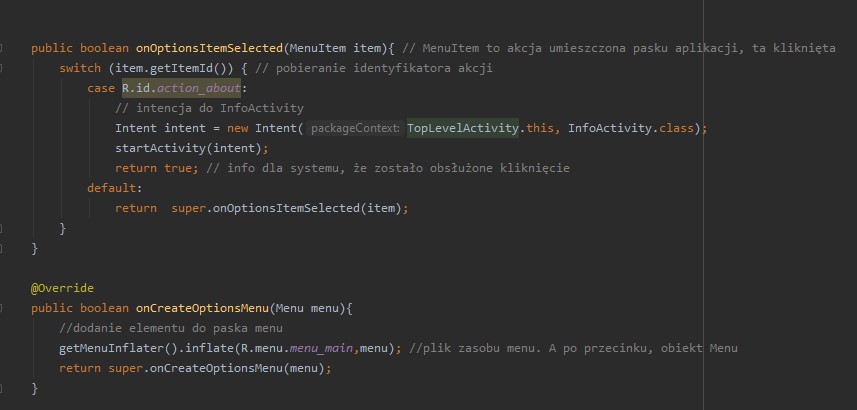 public boolean onOptionsItemSelected(MenuItem item){ // MenuItem to akcja umieszczona pasku aplikacji, ta kliknięta
switch (item.getItemId()) { // pobieranie identyfikatora akcji
case R.id.action_about:
// intencja do InfoActivity
Intent intent = new Intent( packageContext: TopLevelActivity.this, InfoActivity.class);
startActivity(intent);
return true; // info dla systemu, że zostało obsłużone kliknięcie
default:
return  super.onOptionsItemSelected(item);
}
}
@Override
public boolean onCreateOptionsMenu(Menu menu){
//dodanie elementu do paska menu
getMenuInflater().inflate(R.menu.menu_main,menu); //plik zasobu menu. A po przecinku, obiekt Menu
return super.onCreateOptionsMenu(menu);
}